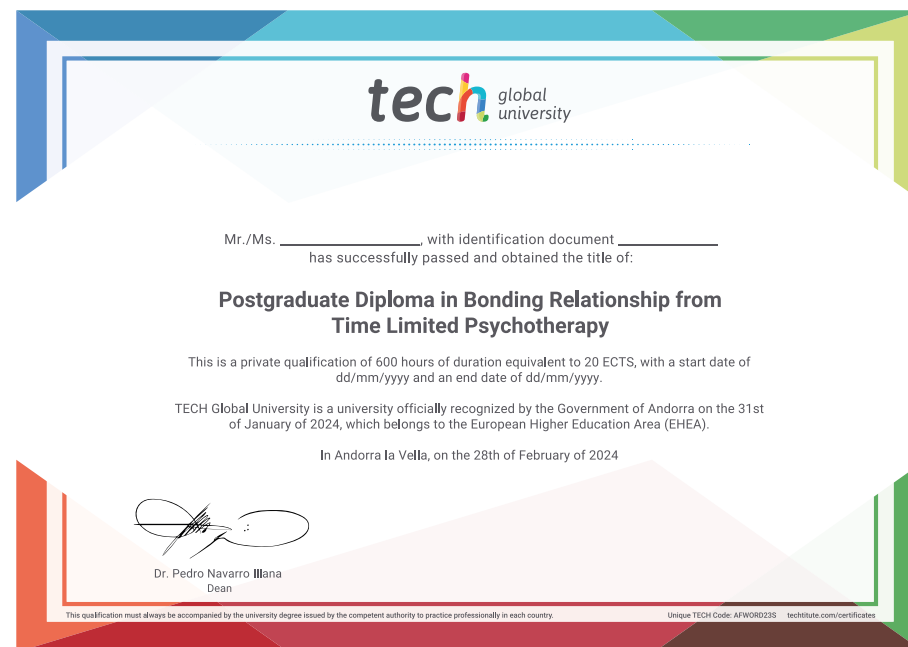 tech global university
Mr./Ms. ____________, with identification document ____________
has successfully passed and obtained the title of:
Postgraduate Diploma in Bonding Relationship from
Time Limited Psychotherapy
This is a private qualification of 600 hours of duration equivalent to 20 ECTS, with a start date of
dd/mm/yyyy and an end date of dd/mm/yyyy.
TECH Global University is a university officially recognized by the Government of Andorra on the 31st
of January of 2024, which belongs to the European Higher Education Area (EHEA).
In Andorra la Vella, on the 28th of February of 2024
Dr. Pedro Navarro Illana
Dean
This qualification must always be accompanied by the university degree issued by the competent authority to practice professionally in each country.
Unique TECH Code: AFWORD23S techtitute.com/certificates